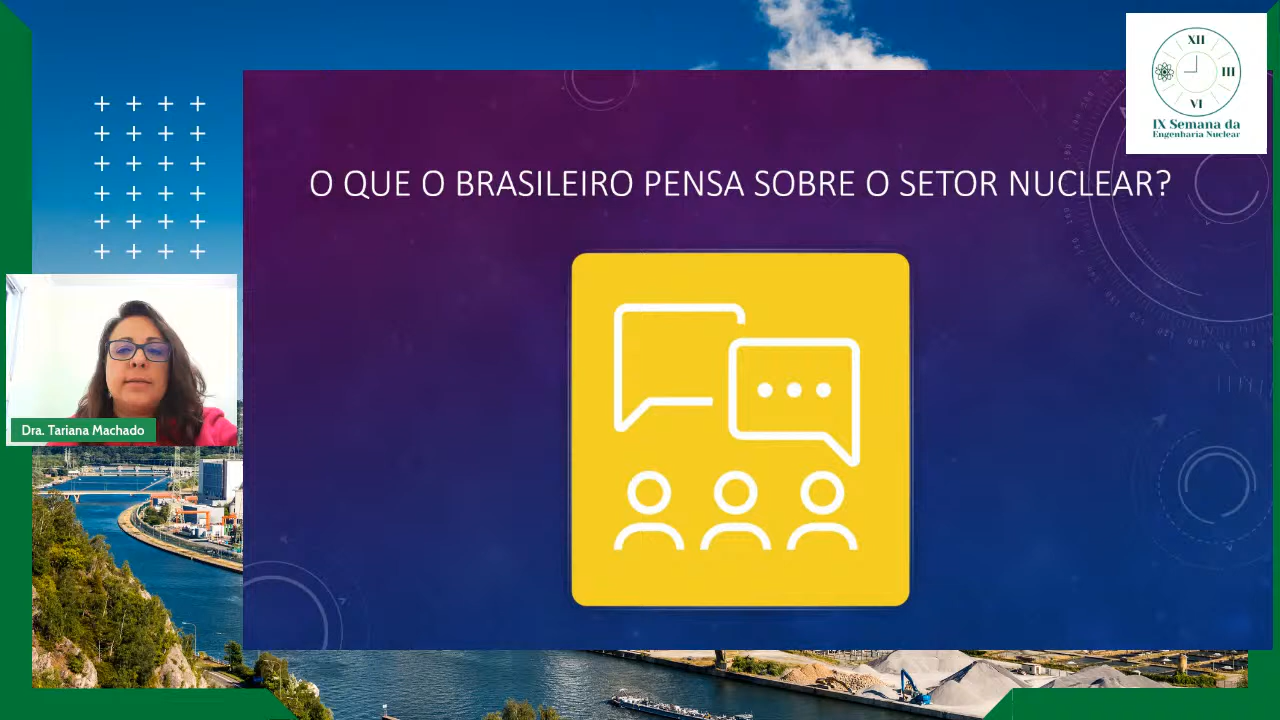 XII
III
VI
IX Semana da
Engenharia Nuclear
O QUE O BRASILEIRO PENSA SOBRE O SETOR NUCLEAR?
Dra. Tariana Machado